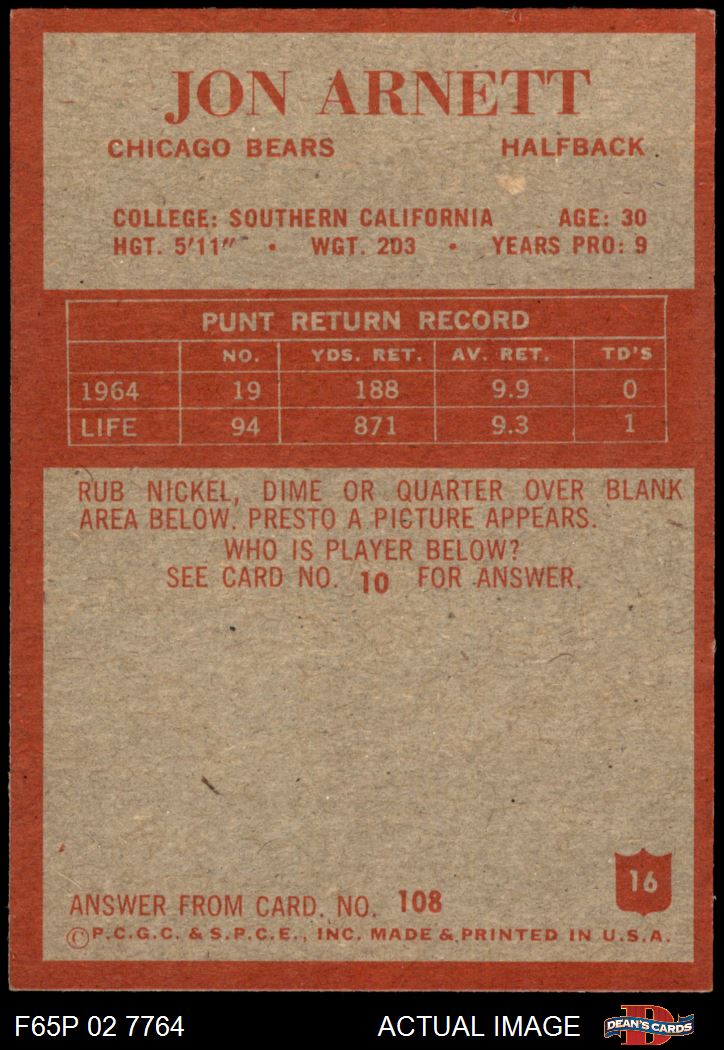 JON ARNETT
CHICAGO BEARS HALFBACK
COLLEGE: SOUTHERN CALIFORNIA AGE: 30
HGT. 5'11" • WGT. 203 • YEARS PRO: 9
PUNT RETURN RECORD
NO. YDS. RET. AV. RET. TD'S
1964 19 188 9.9 0
LIFE 94 871 9.3 1
RUB NICKEL, DIME OR QUARTER OVER BLANK
AREA BELOW. PRESTO A PICTURE APPEARS.
WHO IS PLAYER BELOW?
SEE CARD NO. 10 FOR ANSWER.
16
ANSWER FROM CARD. NO. 108
©P.C.G.C. & S.P.C.E., INC. MADE & PRINTED IN U.S.A.
F65P 02 7764 ACTUAL IMAGE D DEAN'S CARDS